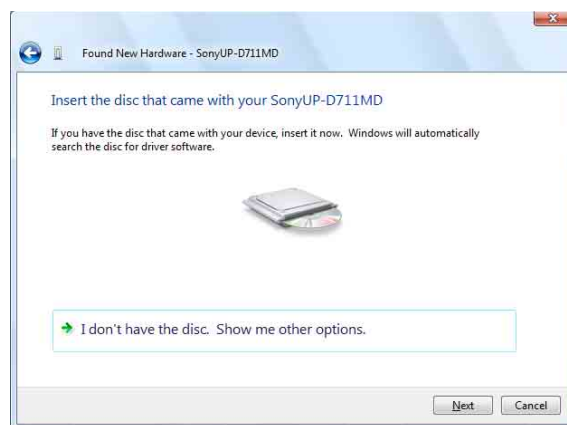 Found New Hardware - SonyUP-D711MD
Insert the disc that came with your SonyUP-D711MD
If you have the disc that came with your device, insert it now.  Windows will automatically
search the disc for driver software.
I don't have the disc.  Show me other options.
Next
Cancel